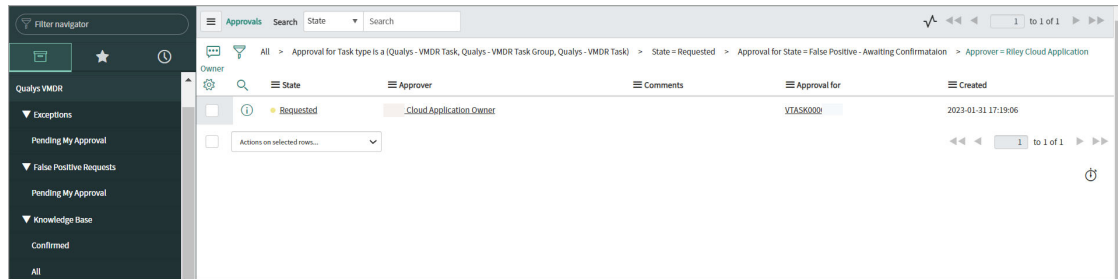 Filter navigator
Approvals Search State Search
1 to 1 of 1
All > Approval for Task type is a (Qualys - VMDR Task, Qualys - VMDR Task Group, Qualys - VMDR Task) > State = Requested > Approval for State = False Positive - Awaiting Confirmataion > Approver = Riley Cloud Application
Owner
State Approver Comments Approval for Created
Requested Cloud Application Owner VTASK000 2023-01-31 17:19:06
Actions on selected rows... 1 to 1 of 1
Qualys VMDR
Exceptions
Pending My Approval
False Positive Requests
Pending My Approval
Knowledge Base
Confirmed
All